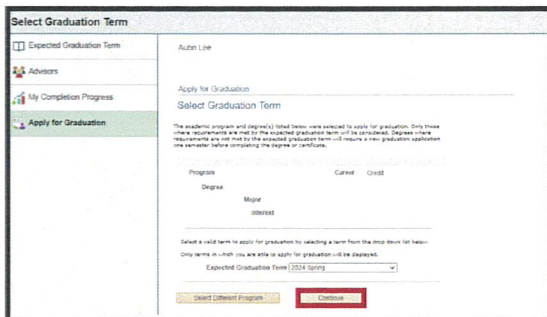 Select Graduation Term
Expected Graduation Term
Advisors
My Completion Progress
Apply for Graduation
Aubri Lee
Apply for Graduation
Select Graduation Term
The academic program and degree(s) listed below were selected to apply for graduation. Only those
where requirements are met by the expected graduation term will be considered. Degrees where
requirements are not met by the expected graduation term will require a new graduation application
one semester before completing the degree or certificate.
Program Career Credit
Degree
Major
Interest
Select a valid term to apply for graduation by selecting a term from the drop down list below.
Only terms in which you are able to apply for graduation will be displayed.
Expected Graduation Term 2024 Spring
Select Different Program Continue